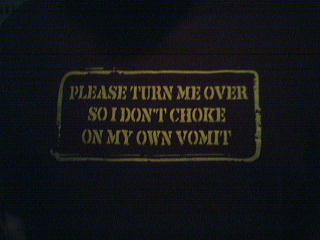 PLEASE TURN ME OVER
SO I DON'T CHOKE
ON MY OWN VOMIT